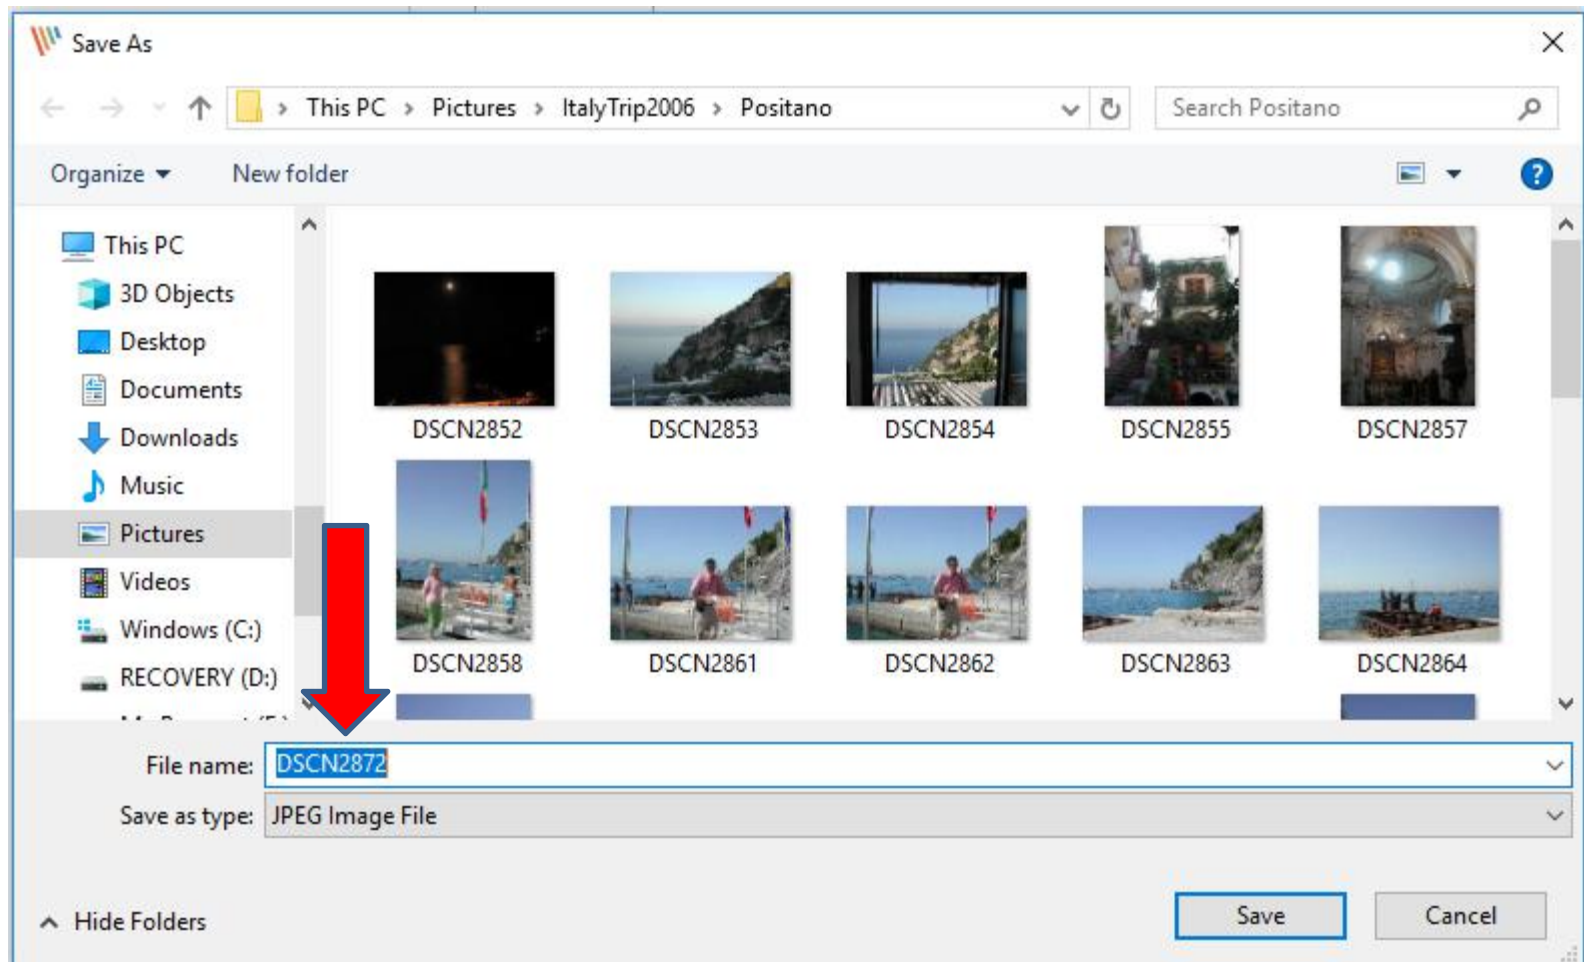 Save As
This PC > Pictures > ItalyTrip2006 > Positano
Search Positano
Organize
New folder
This PC
3D Objects
Desktop
Documents
Downloads
Music
Pictures
Videos
Windows (C:)
RECOVERY (D:)
DSCN2852
DSCN2853
DSCN2854
DSCN2855
DSCN2857
DSCN2858
DSCN2861
DSCN2862
DSCN2863
DSCN2864
File name: DSCN2872
Save as type: JPEG Image File
Hide Folders
Save
Cancel